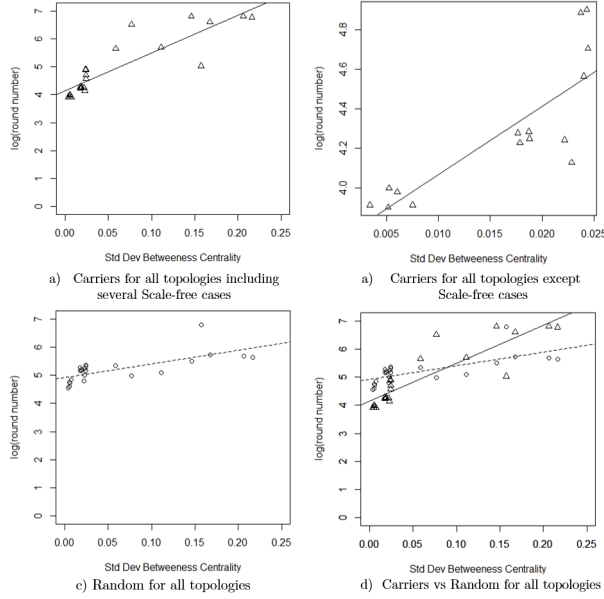 log(round number)
7
6
5
4
3
2
1
0
0.00 0.05 0.10 0.15 0.20 0.25
Std Dev Betweeness Centrality
a) Carriers for all topologies including
several Scale-free cases
log(round number)
4.8
4.6
4.4
4.2
4.0
0.005 0.010 0.015 0.020 0.025
Std Dev Betweeness Centrality
a) Carriers for all topologies except
Scale-free cases
log(round number)
7
6
5
4
3
2
1
0
0.00 0.05 0.10 0.15 0.20 0.25
Std Dev Betweeness Centrality
c) Random for all topologies
log(round number)
7
6
5
4
3
2
1
0
0.00 0.05 0.10 0.15 0.20 0.25
Std Dev Betweeness Centrality
d) Carriers vs Random for all topologies